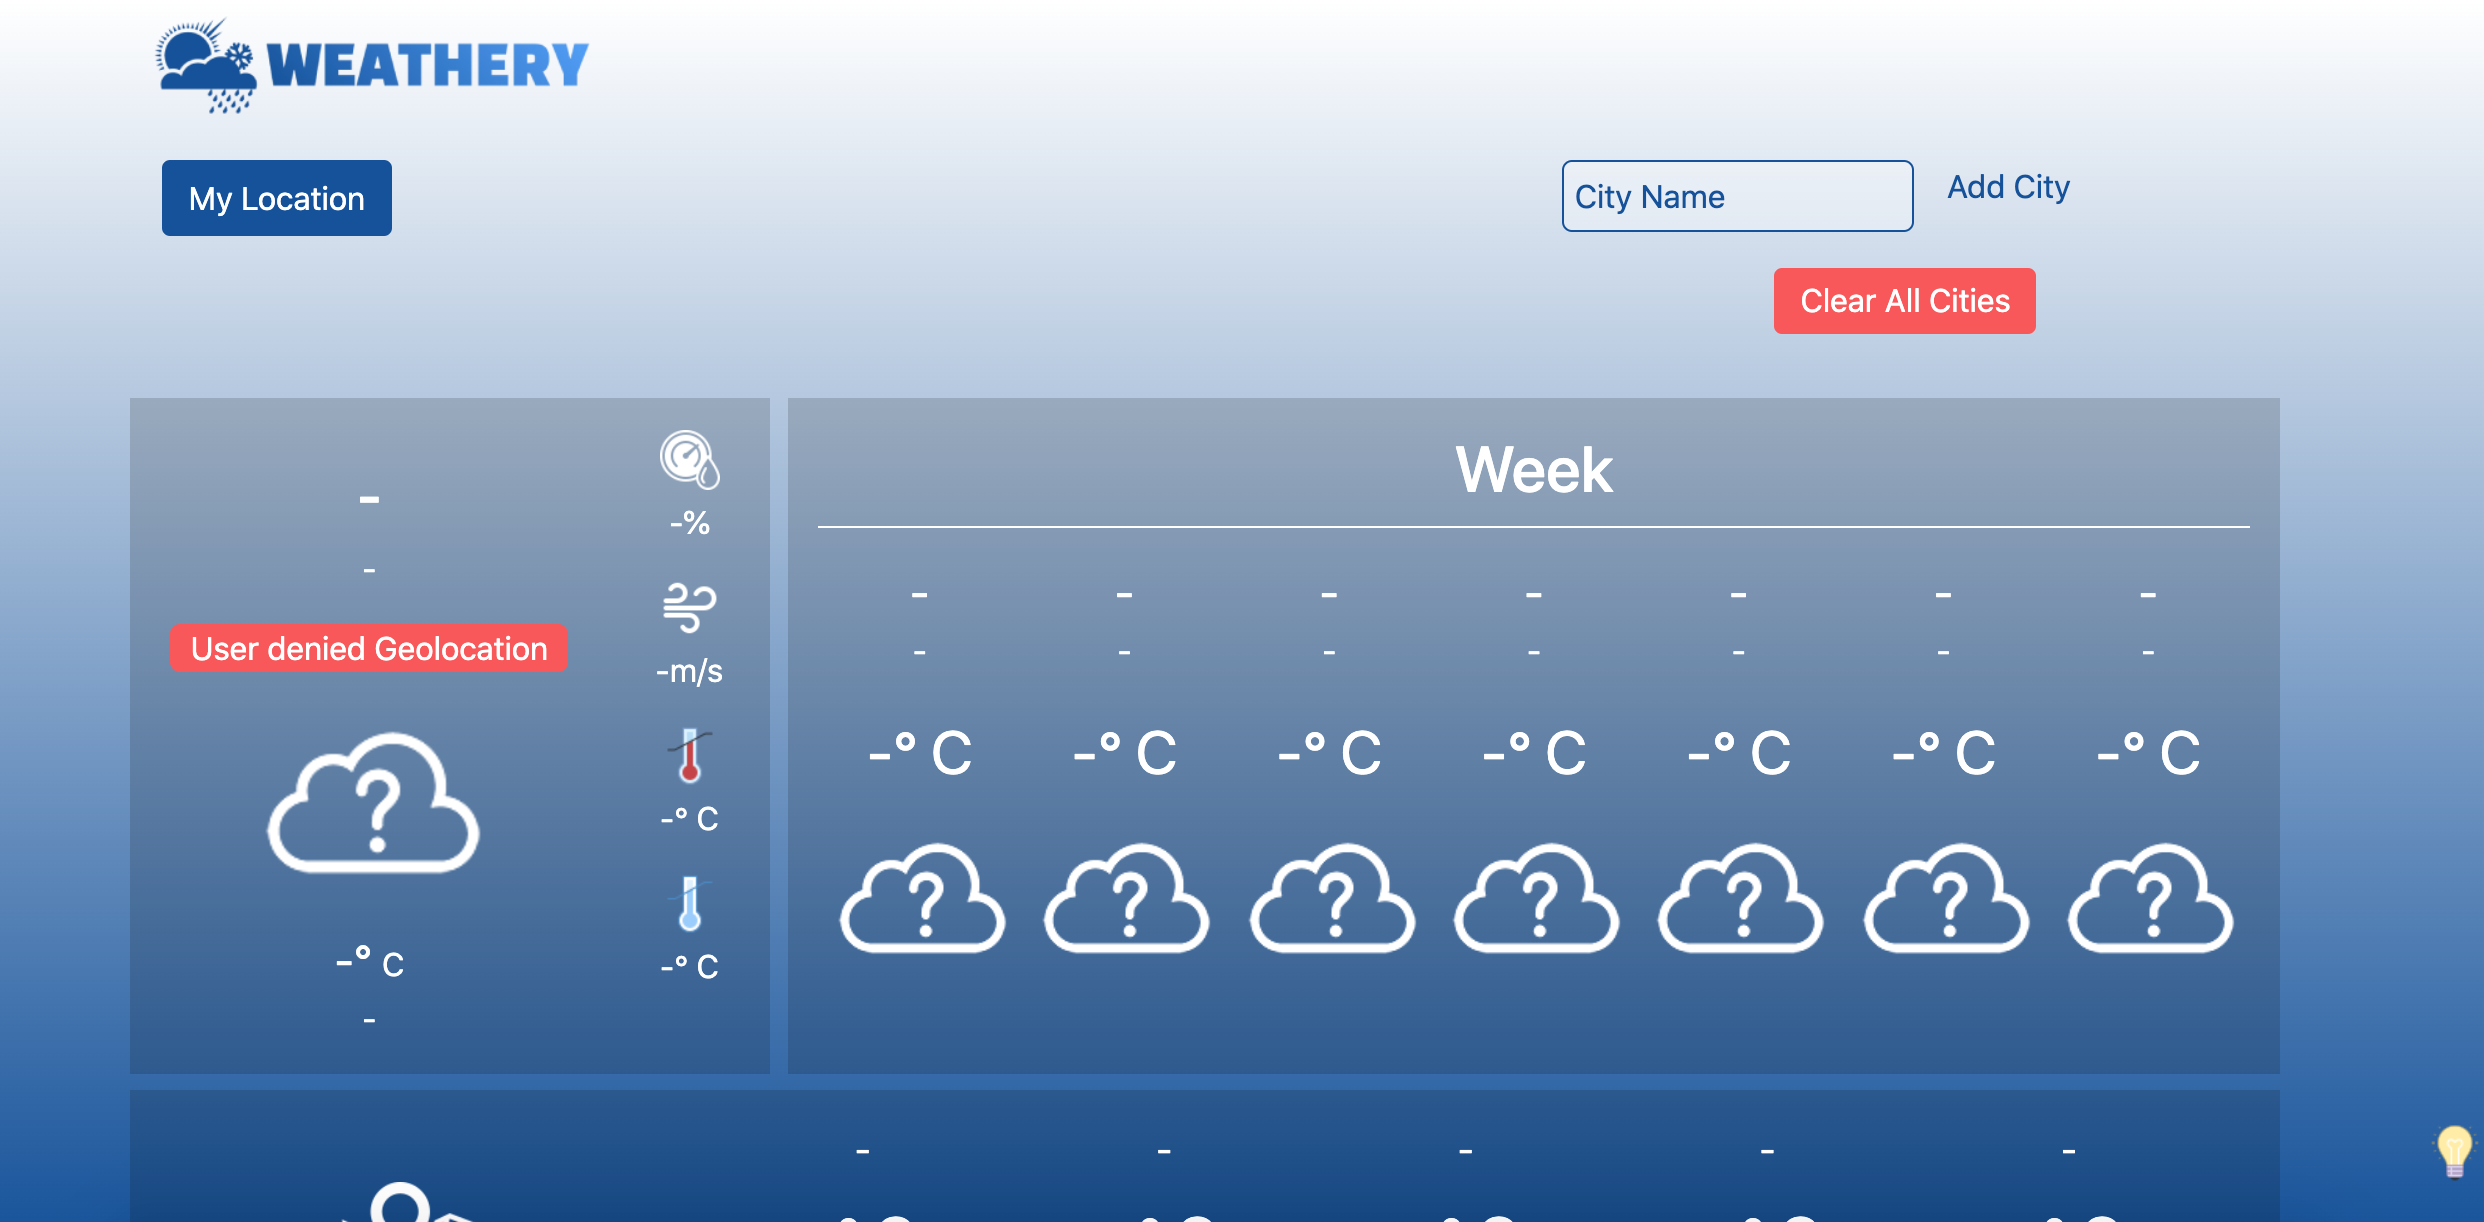 WEATHERY
My Location
City Name
Add City
Clear All Cities
-
-
User denied Geolocation
?
-° C
-
-%
-m/s
-° C
-° C
Week
- - - - - - -
- - - - - - -
-° C -° C -° C -° C -° C -° C -° C
? ? ? ? ? ? ?
- - - - -